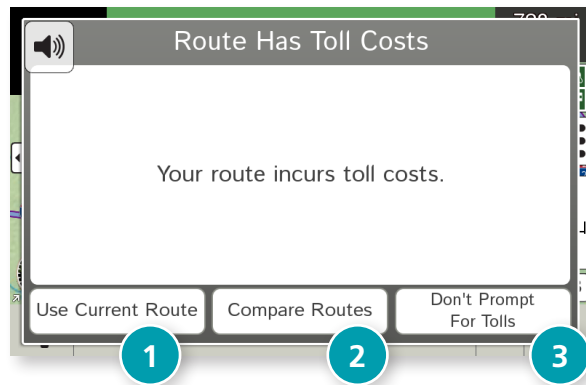 Route Has Toll Costs
Your route incurs toll costs.
Use Current Route
Compare Routes
Don't Prompt
For Tolls
1
2
3